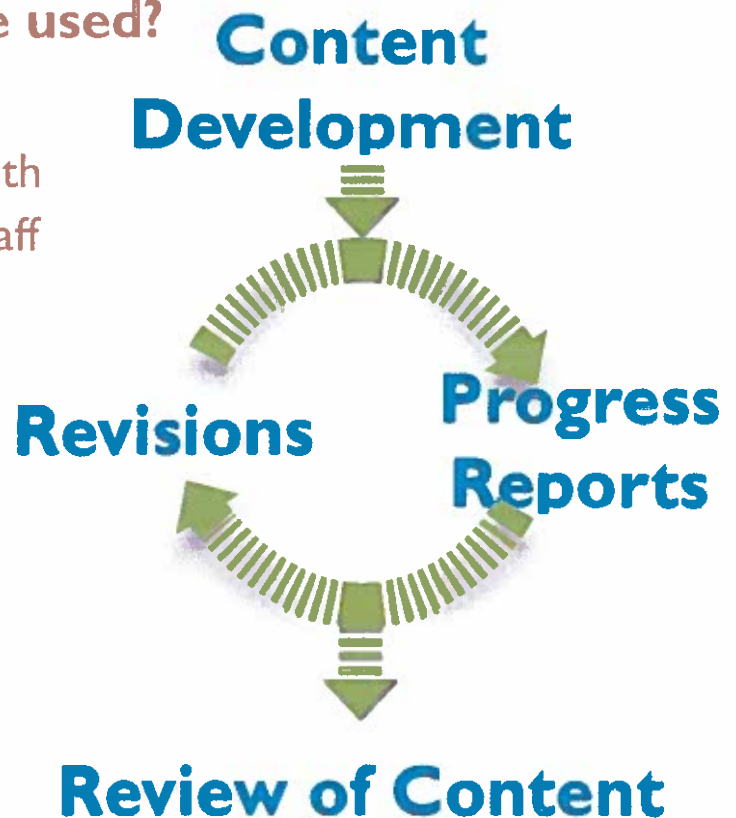 e used?
Content
Development
th
aff
Progress
Reports
Revisions
Review of Content